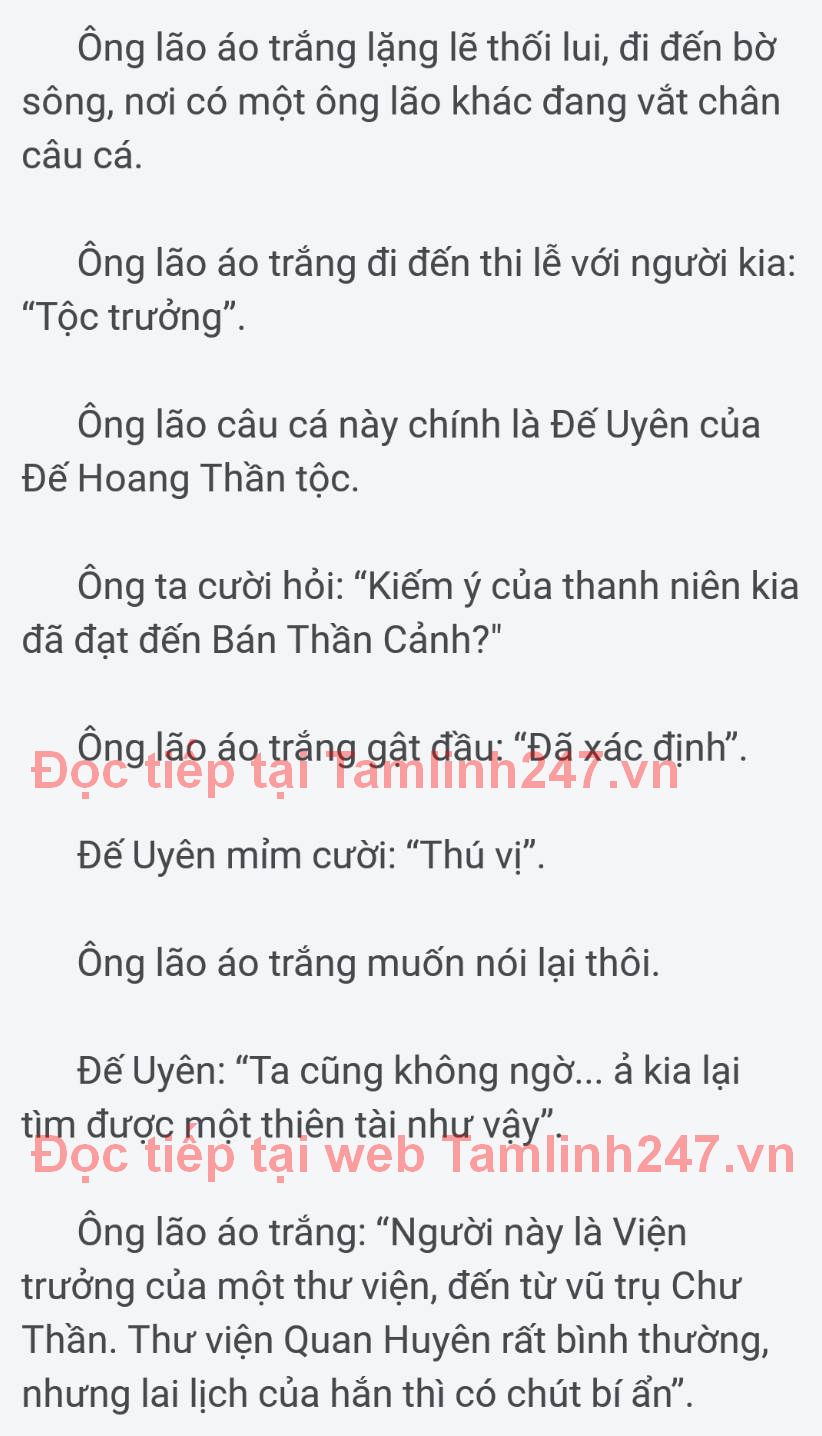 Ông lão áo trắng lặng lẽ thối lui, đi đến bờ
sông, nơi có một ông lão khác đang vắt chân
câu cá.
Ông lão áo trắng đi đến thi lễ với người kia:
“Tộc trưởng”.
Ông lão câu cá này chính là Đế Uyên của
Đế Hoang Thần tộc.
Ông ta cười hỏi: “Kiếm ý của thanh niên kia
đã đạt đến Bán Thần Cảnh?"
Ông lão áo trắng gật đầu: “Đã xác định”.
Đọc tiếp tại Tamlinh247.vn
Đế Uyên mỉm cười: “Thú vị”.
Ông lão áo trắng muốn nói lại thôi.
Đế Uyên: “Ta cũng không ngờ... ả kia lại
tìm được một thiên tài như vậy”.
Đọc tiếp tại web Tamlinh247.vn
Ông lão áo trắng: “Người này là Viện
trưởng của một thư viện, đến từ vũ trụ Chư
Thần. Thư viện Quan Huyên rất bình thường,
nhưng lai lịch của hắn thì có chút bí ẩn”.